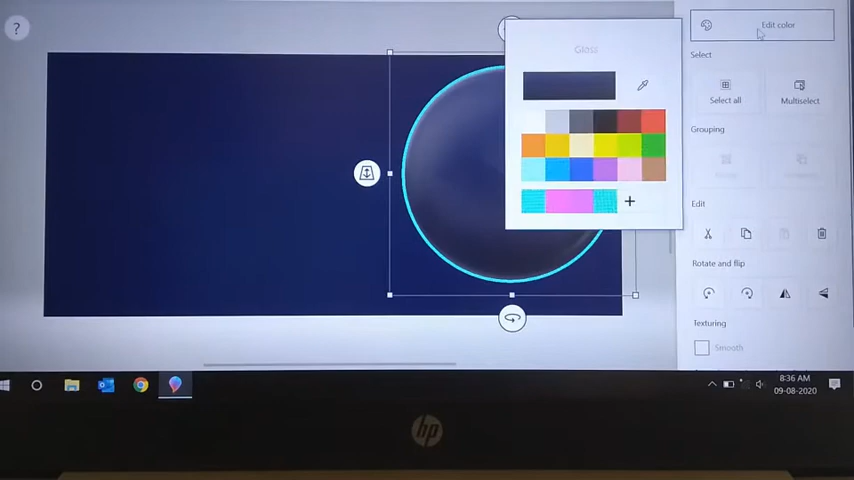 ?
Edit color
Gloss
Select
Select all
Multiselect
Grouping
Edit
Rotate and flip
Texturing
Smooth
8:36 AM
09-08-2020
hp